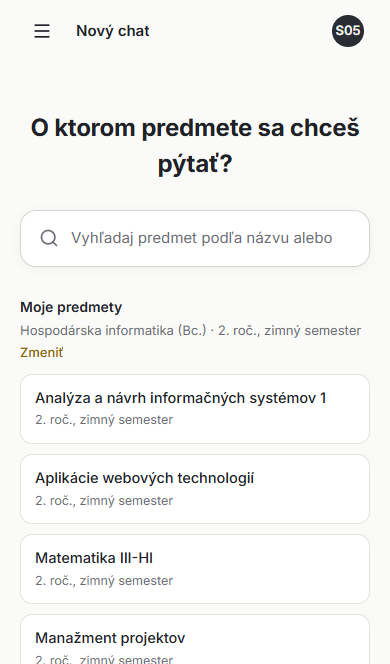 Nový chat
S05
O ktorom predmete sa chceš
pýtať?
Vyhľadaj predmet podľa názvu alebo
Moje predmety
Hospodárska informatika (Bc.) · 2. roč., zimný semester
Zmeniť
Analýza a návrh informačných systémov 1
2. roč., zimný semester
Aplikácie webových technologií
2. roč., zimný semester
Matematika III-HI
2. roč., zimný semester
Manažment projektov
2. roč., zimný semester